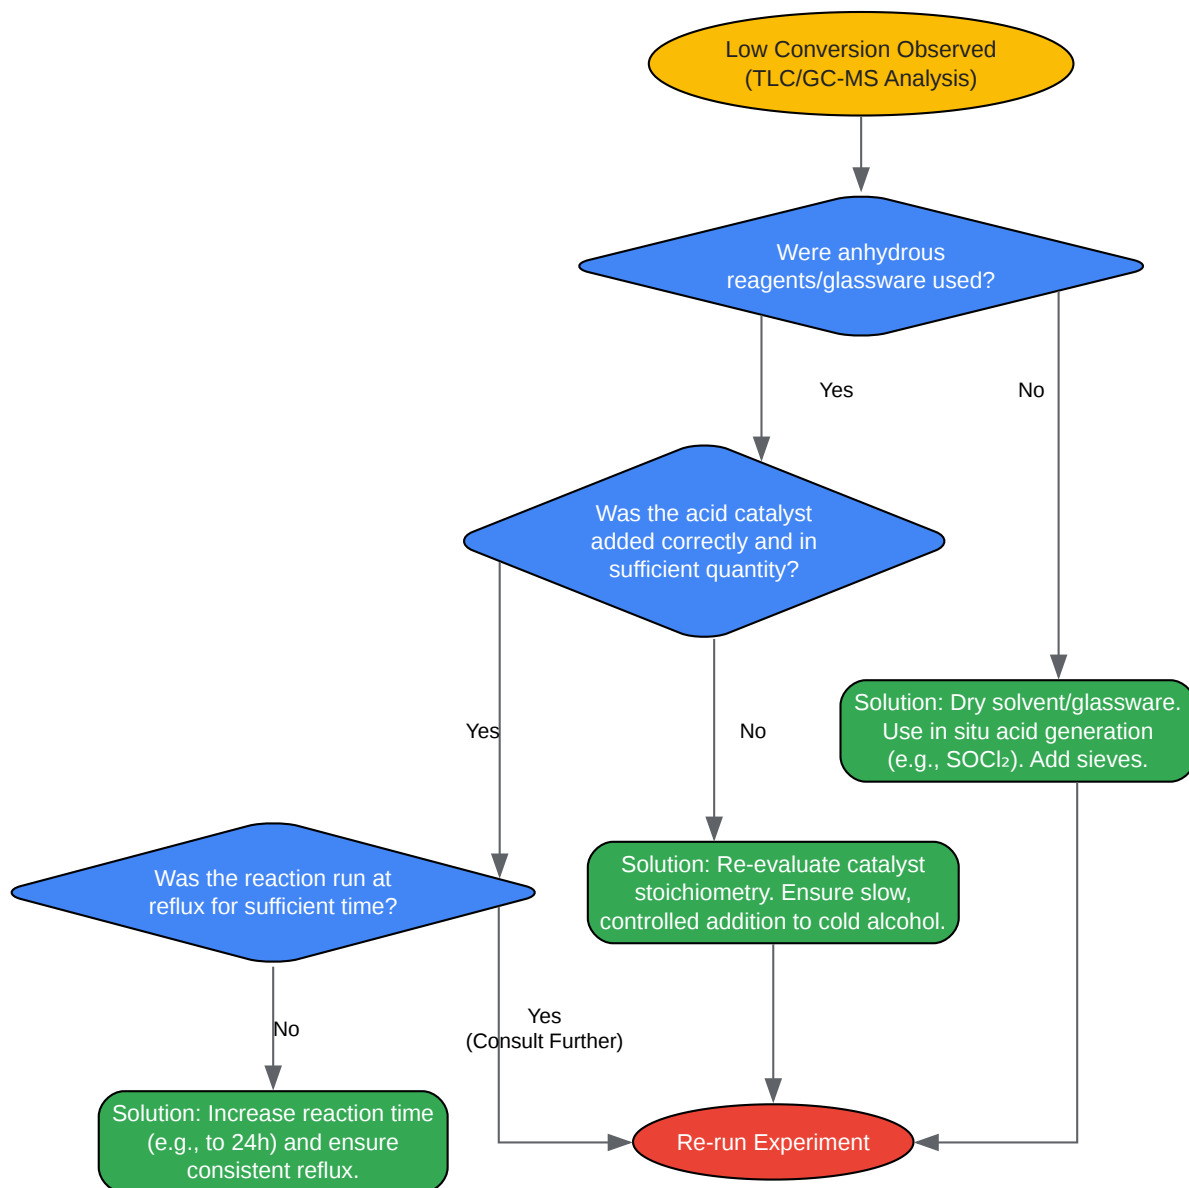 Low Conversion Observed
(TLC/GC-MS Analysis)
Were anhydrous
reagents/glassware used?
Yes
No
Was the acid catalyst
added correctly and in
sufficient quantity?
Solution: Dry solvent/glassware.
Use in situ acid generation
(e.g., SOCl₂). Add sieves.
Yes
No
Was the reaction run at
reflux for sufficient time?
Solution: Re-evaluate catalyst
stoichiometry. Ensure slow,
controlled addition to cold alcohol.
No
Yes
(Consult Further)
Solution: Increase reaction time
(e.g., to 24h) and ensure
consistent reflux.
Re-run Experiment